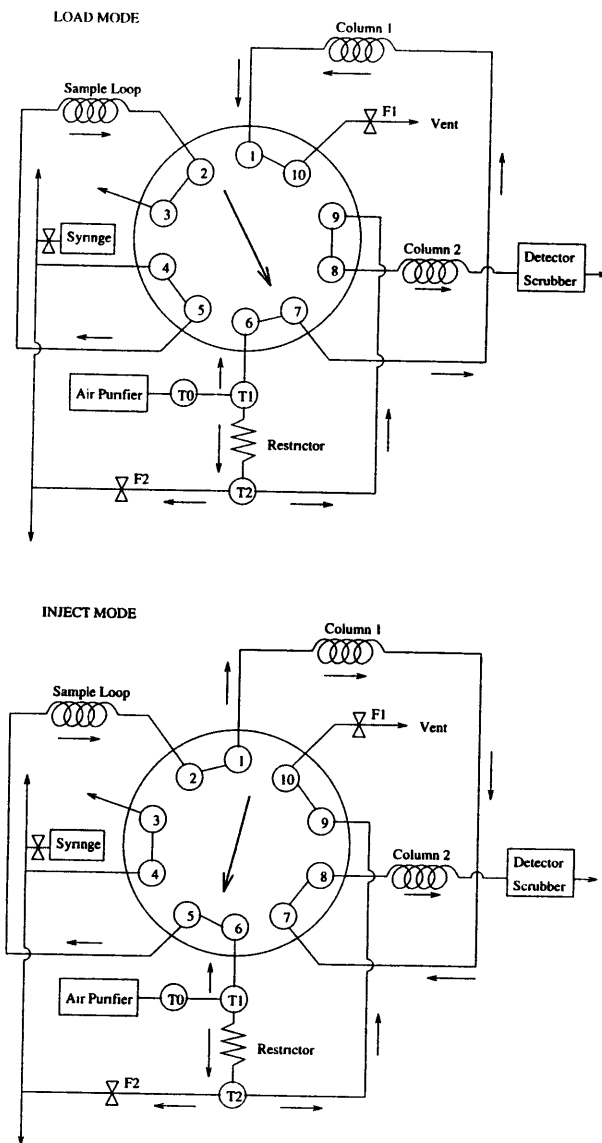 LOAD MODE
Column 1
Sample Loop
F1
Vent
1
2
10
3
9
Syringe
4
8
Column 2
Detector
Scrubber
5
6
7
Air Purifier
T0
T1
Restrictor
F2
T2
INJECT MODE
Column 1
Sample Loop
F1
Vent
1
2
10
3
9
Syringe
4
8
Column 2
Detector
Scrubber
5
6
7
Air Purifier
T0
T1
Restrictor
F2
T2